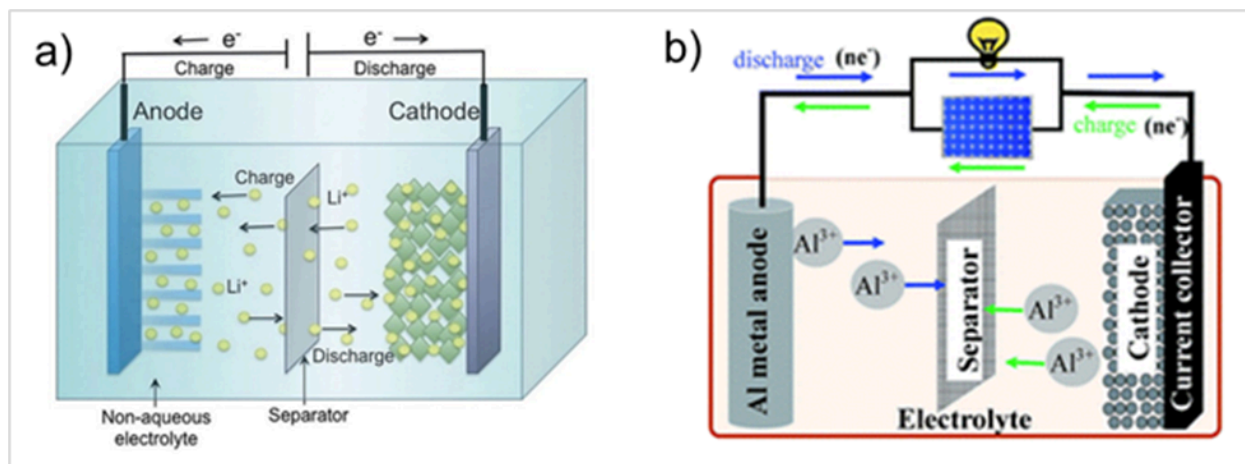 a)
e-
e-
Charge
Discharge
Anode
Cathode
Charge
Li+
Li+
Discharge
Non-aqueous
electrolyte
Separator
b)
discharge (ne-)
charge (ne-)
Al metal anode
Al3+
Al3+
Separator
Al3+
Al3+
Cathode
Current collector
Electrolyte